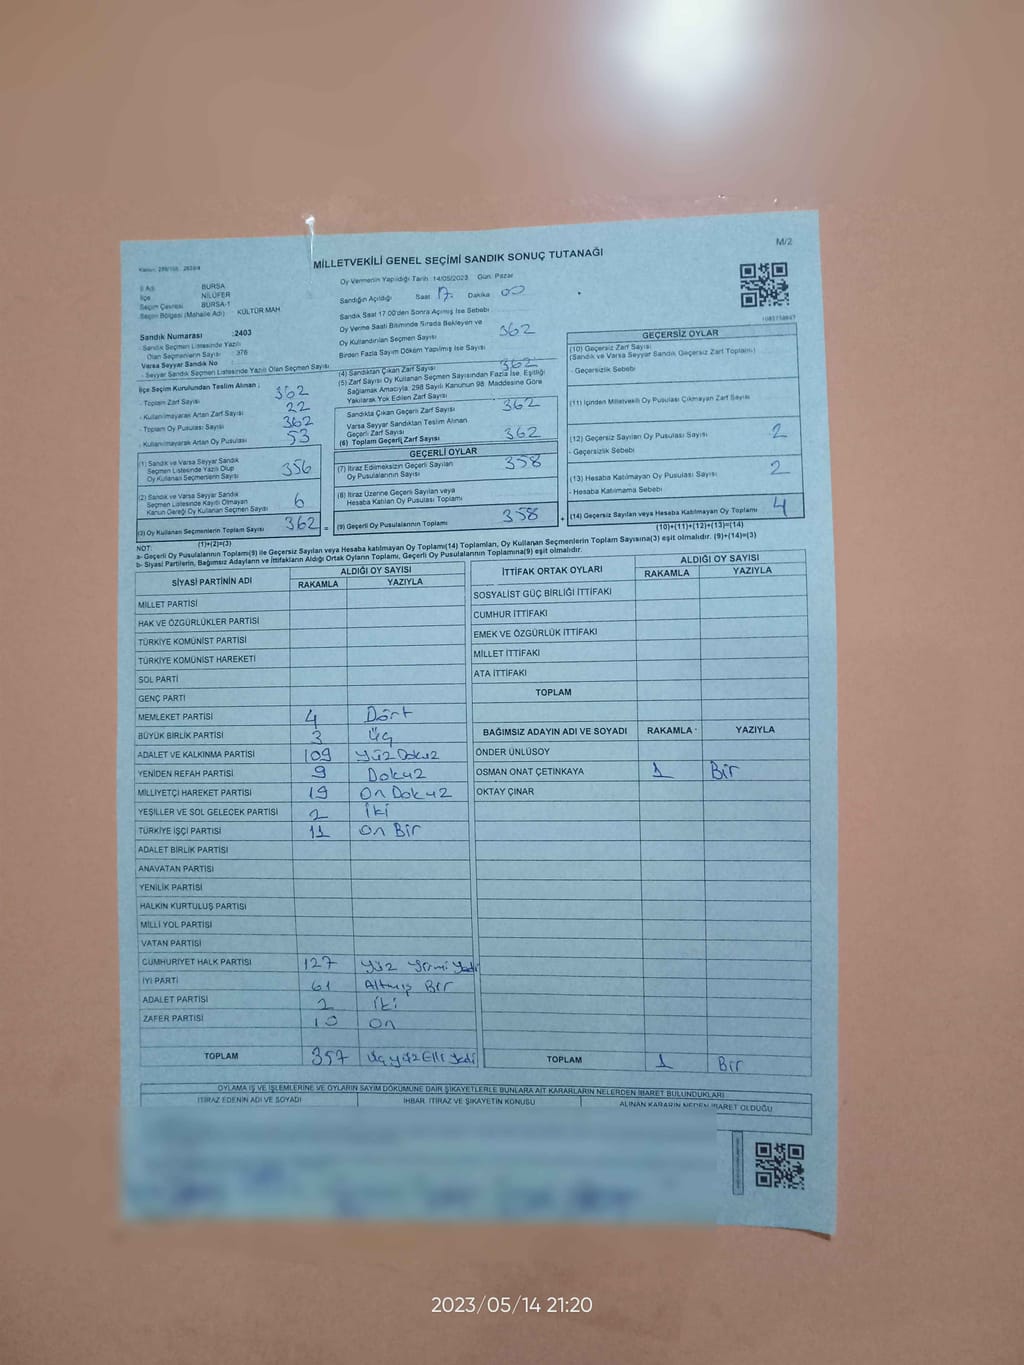 M/2
MİLLETVEKİLİ GENEL SEÇİMİ SANDIK SONUÇ TUTANAĞI
İl Adı BURSA
İlçe NİLÜFER
Seçim Çevresi BURSA-1
Seçim Bölgesi (Mahalle Adı) KÜLTÜR MAH
Sandık Numarası :2403
Sandık Seçmen Listesinde Yazılı
Olan Seçmenlerin Sayısı 376
Varsa Seyyar Sandık No
- Seyyar Sandık Seçmen Listesinde Yazılı Olan Seçmen Sayısı
İlçe Seçim Kurulundan Teslim Alınan ;
- Toplam Zarf Sayısı 362
- Kullanılmayarak Artan Zarf Sayısı 22
- Toplam Oy Pusulası Sayısı 362
- Kullanılmayarak Artan Oy Pusulası 53
(1) Sandık ve Varsa Seyyar Sandık
Seçmen Listesinde Yazılı Olup
Oy Kullanan Seçmenlerin Sayısı 356
(2) Sandık ve Varsa Seyyar Sandık
Seçmen Listesinde Kayıtlı Olmayan
Kanun Gereği Oy Kullanan Seçmen Sayısı 6
(3) Oy Kullanan Seçmenlerin Toplam Sayısı 362 =
(1)+(2)=(3)
Oy Vermenin Yapıldığı Tarih :14/05/2023 Gün: Pazar
Sandığın Açıldığı Saat 17 Dakika 00
Sandık Saat 17:00'den Sonra Açılmış İse Sebebi
Oy Verme Saati Bitiminde Sırada Bekleyen ve
Oy Kullandırılan Seçmen Sayısı 362
Birden Fazla Sayım Döküm Yapılmış İse Sayısı
(4) Sandıktan Çıkan Zarf Sayısı 362
(5) Zarf Sayısı Oy Kullanan Seçmen Sayısından Fazla İse, Eşitliği
Sağlamak Amacıyla, 298 Sayılı Kanunun 98. Maddesine Göre
Yakılarak Yok Edilen Zarf Sayısı
Sandıkta Çıkan Geçerli Zarf Sayısı 362
Varsa Seyyar Sandıktan Teslim Alınan
Geçerli Zarf Sayısı
(6) Toplam Geçerli Zarf Sayısı 362
GEÇERLİ OYLAR
(7) İtiraz Edilmeksizin Geçerli Sayılan
Oy Pusulalarının Sayısı 358
(8) İtiraz Üzerine Geçerli Sayılan veya
Hesaba Katılan Oy Pusulası Toplamı
(9) Geçerli Oy Pusulalarının Toplamı 358 +
GEÇERSİZ OYLAR
(10) Geçersiz Zarf Sayısı
(Sandık ve Varsa Seyyar Sandık Geçersiz Zarf Toplamı)
- Geçersizlik Sebebi
(11) İçinden Milletvekili Oy Pusulası Çıkmayan Zarf Sayısı
(12) Geçersiz Sayılan Oy Pusulası Sayısı 2
- Geçersizlik Sebebi
(13) Hesaba Katılmayan Oy Pusulası Sayısı 2
- Hesaba Katılmama Sebebi
(14) Geçersiz Sayılan veya Hesaba Katılmayan Oy Toplamı 4
(10)+(11)+(12)+(13)=(14)
NOT:
a- Geçerli Oy Pusulalarının Toplamı(9) ile Geçersiz Sayılan veya Hesaba katılmayan Oy Toplamı(14) Toplamları, Oy Kullanan Seçmenlerin Toplam Sayısına(3) eşit olmalıdır. (9)+(14)=(3)
b- Siyasi Partilerin, Bağımsız Adayların ve İttifakların Aldığı Ortak Oyların Toplamı, Geçerli Oy Pusulalarının Toplamına(9) eşit olmalıdır.
SİYASİ PARTİNİN ADI ALDIĞI OY SAYISI
RAKAMLA YAZIYLA
MİLLET PARTİSİ
HAK VE ÖZGÜRLÜKLER PARTİSİ
TÜRKİYE KOMÜNİST PARTİSİ
TÜRKİYE KOMÜNİST HAREKETİ
SOL PARTİ
GENÇ PARTİ
MEMLEKET PARTİSİ 4 Dört
BÜYÜK BİRLİK PARTİSİ 3 Üç
ADALET VE KALKINMA PARTİSİ 109 Yüz Dokuz
YENİDEN REFAH PARTİSİ 9 Dokuz
MİLLİYETÇİ HAREKET PARTİSİ 19 On Dokuz
YEŞİLLER VE SOL GELECEK PARTİSİ 2 İki
TÜRKİYE İŞÇİ PARTİSİ 11 On Bir
ADALET BİRLİK PARTİSİ
ANAVATAN PARTİSİ
YENİLİK PARTİSİ
HALKIN KURTULUŞ PARTİSİ
MİLLİ YOL PARTİSİ
VATAN PARTİSİ
CUMHURİYET HALK PARTİSİ 127 Yüz Yirmi Yedi
İYİ PARTİ 61 Altmış Bir
ADALET PARTİSİ 2 İki
ZAFER PARTİSİ 10 On
TOPLAM 357 Üç yüz Elli Yedi
İTTİFAK ORTAK OYLARI ALDIĞI OY SAYISI
RAKAMLA YAZIYLA
SOSYALİST GÜÇ BİRLİĞİ İTTİFAKI
CUMHUR İTTİFAKI
EMEK VE ÖZGÜRLÜK İTTİFAKI
MİLLET İTTİFAKI
ATA İTTİFAKI
TOPLAM
BAĞIMSIZ ADAYIN ADI VE SOYADI RAKAMLA YAZIYLA
ÖNDER ÜNLÜSOY
OSMAN ONAT ÇETİNKAYA 1 Bir
OKTAY ÇINAR
TOPLAM 1 Bir
OYLAMA İŞ VE İŞLEMLERİNE VE OYLARIN SAYIM DÖKÜMÜNE DAİR ŞİKAYETLERLE BUNLARA AİT KARARLARIN NELERDEN İBARET BULUNDUKLARI
İTİRAZ EDENİN ADI VE SOYADI İHBAR, İTİRAZ VE ŞİKAYETİN KONUSU ALINAN KARARIN NEDEN İBARET OLDUĞU
2023/05/14 21:20